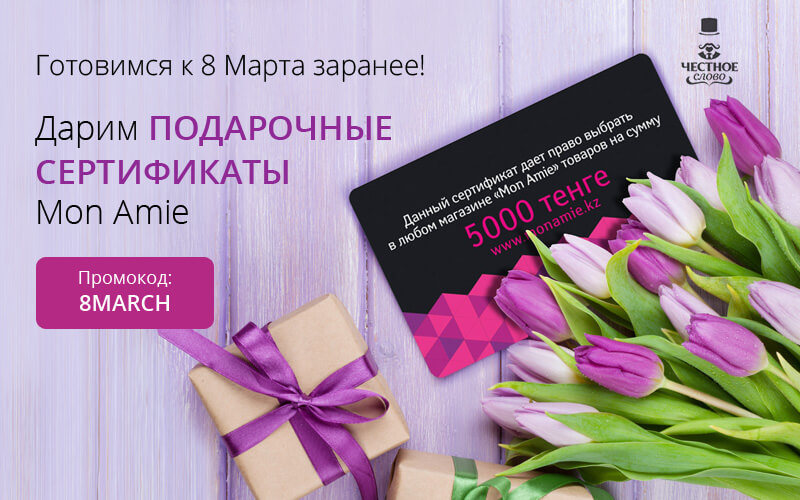 Готовимся к 8 Марта заранее!
Дарим ПОДАРОЧНЫЕ
СЕРТИФИКАТЫ
Mon Amie
Промокод:
8MARCH
ЧЕСТНОЕ
СЛОВО
Данный сертификат дает право выбрать
в любом магазине «Mon Amie» товаров на сумму
5000 тенге
www.monamie.kz